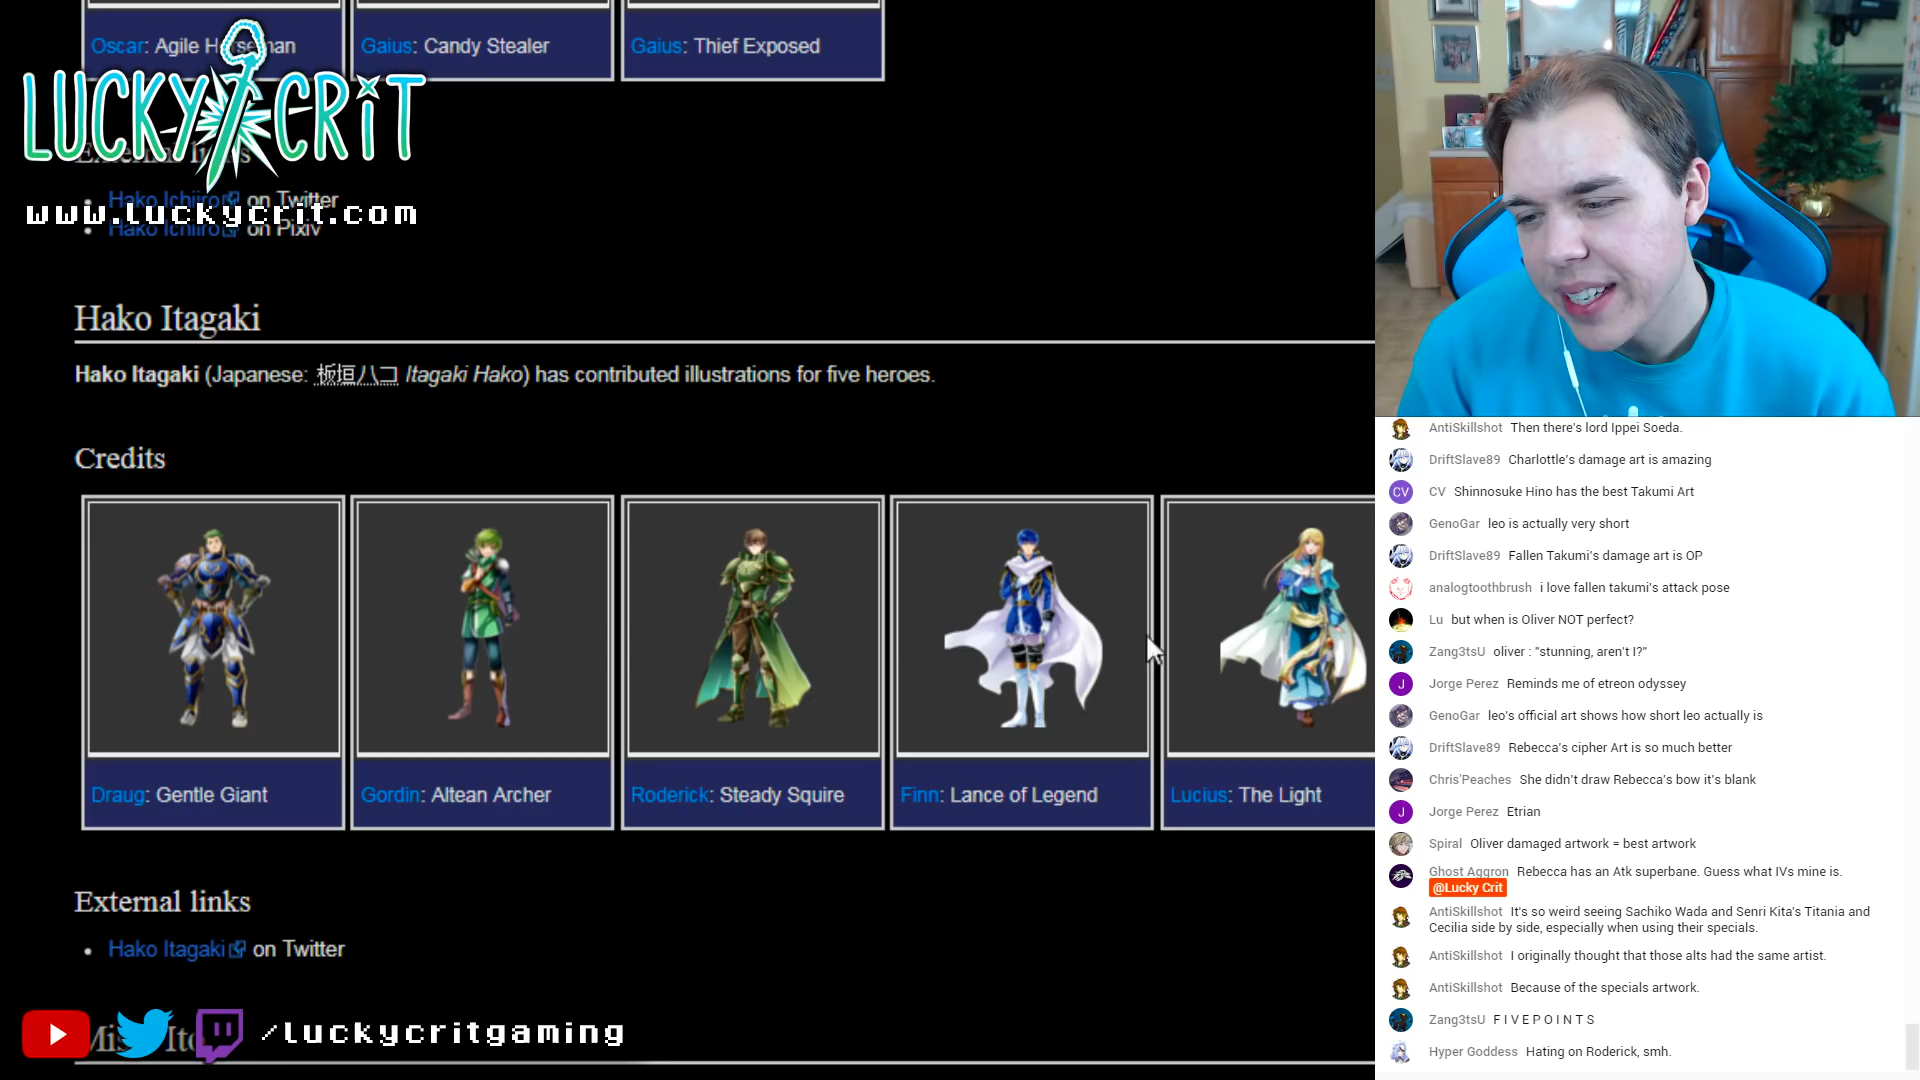 Oscar: Agile Horseman
Gaius: Candy Stealer
Gaius: Thief Exposed
LUCKY CRIT
External links
www.luckycrit.com
• Hako Ichiiro on Twitter
• Hako Ichiiro on Pixiv
Hako Itagaki
Hako Itagaki (Japanese: 板垣ハコ Itagaki Hako) has contributed illustrations for five heroes.
Credits
Draug: Gentle Giant
Gordin: Altean Archer
Roderick: Steady Squire
Finn: Lance of Legend
Lucius: The Light
External links
• Hako Itagaki on Twitter
/luckycritgaming
AntiSkillshot Then there's lord Ippei Soeda.
DriftSlave89 Charlottle's damage art is amazing
CV CV Shinnosuke Hino has the best Takumi Art
GenoGar leo is actually very short
DriftSlave89 Fallen Takumi's damage art is OP
analogtoothbrush i love fallen takumi's attack pose
Lu but when is Oliver NOT perfect?
Zang3tsU oliver : "stunning, aren't I?"
J Jorge Perez Reminds me of etreon odyssey
GenoGar leo's official art shows how short leo actually is
DriftSlave89 Rebecca's cipher Art is so much better
Chris'Peaches She didn't draw Rebecca's bow it's blank
J Jorge Perez Etrian
Spiral Oliver damaged artwork = best artwork
Ghost Aggron Rebecca has an Atk superbane. Guess what IVs mine is.
@Lucky Crit
AntiSkillshot It's so weird seeing Sachiko Wada and Senri Kita's Titania and
Cecilia side by side, especially when using their specials.
AntiSkillshot I originally thought that those alts had the same artist.
AntiSkillshot Because of the specials artwork.
Zang3tsU F I V E P O I N T S
Hyper Goddess Hating on Roderick, smh.